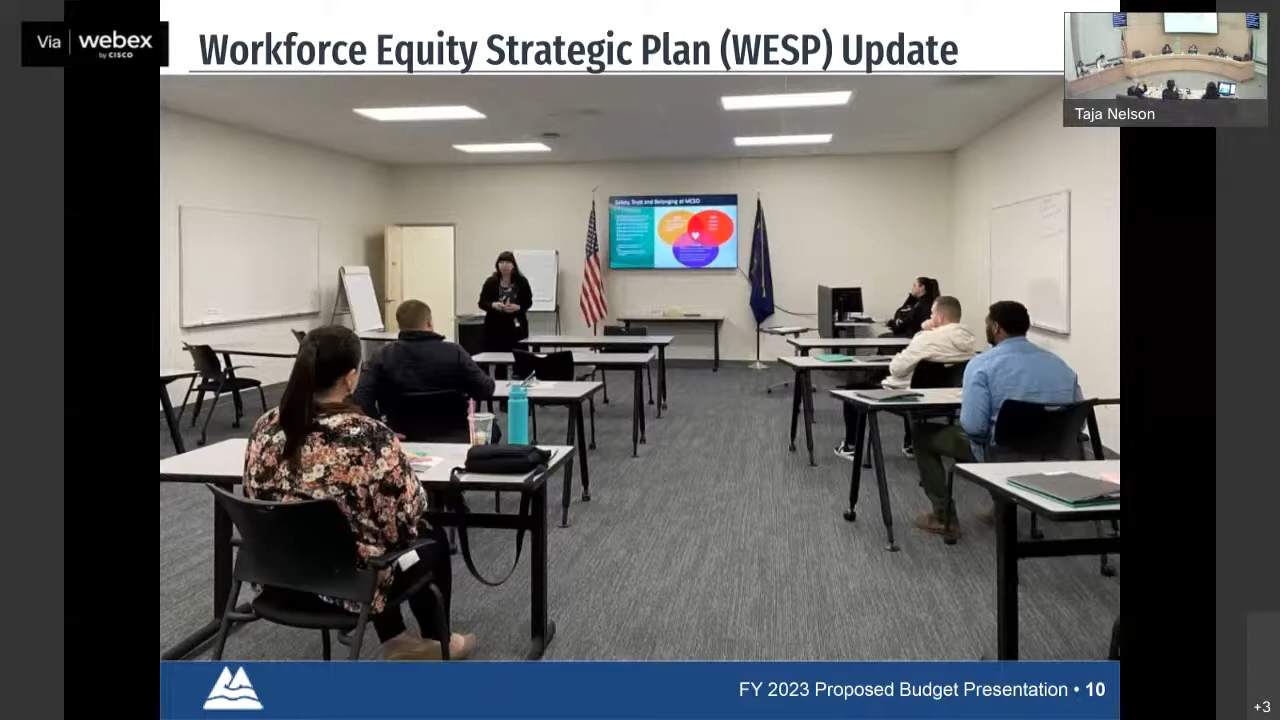 Via webex
by CISCO
Workforce Equity Strategic Plan (WESP) Update
Taja Nelson
Safety, Trust and Belonging at MCSO
FY 2023 Proposed Budget Presentation • 10
+3